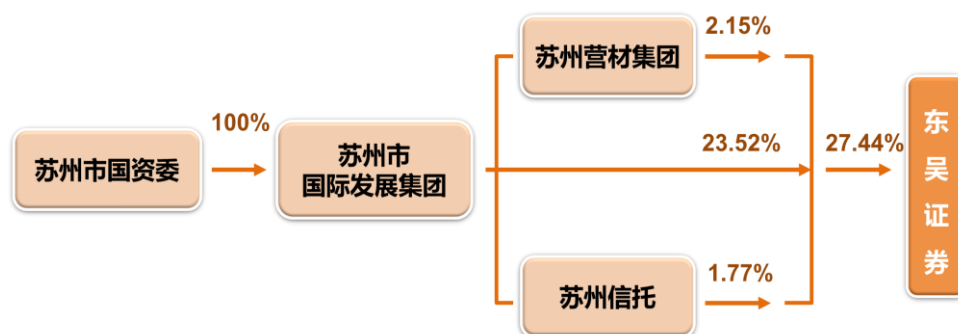 苏州营材集团
2.15%
苏州市国资委
100%
苏州市
国际发展集团
23.52%
27.44%
东
吴
证
券
苏州信托
1.77%